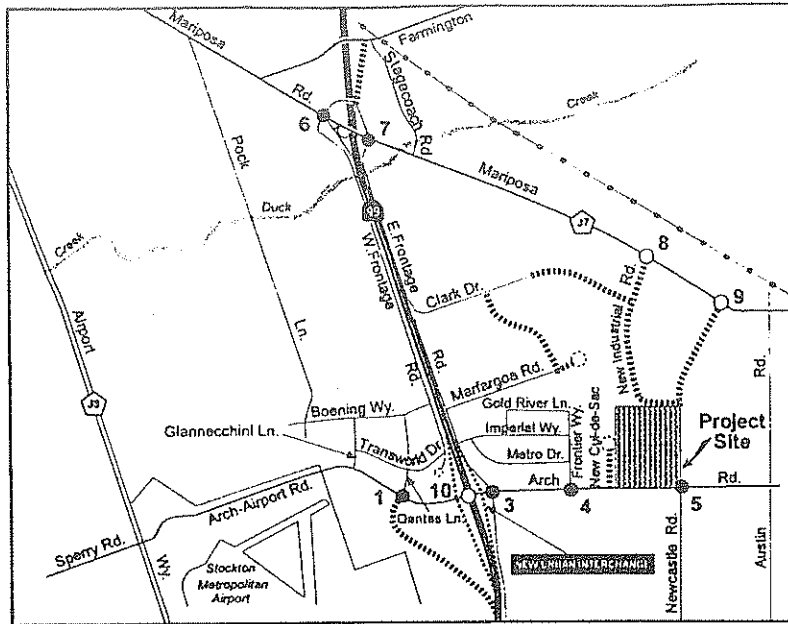 Mariposa
Farmington
Stagecoach Rd
Rd.
6
7
Creek
Pock
Mariposa
Duck
99
J7
8
Creek
E. Frontage
W. Frontage
Rd.
9
Clark Dr.
New Industrial
Airport
Ln.
Rd.
Rd.
Marfargoa Rd.
Rd.
J3
Boening Wy.
Gold River Ln.
Giannecchini Ln.
Imperial Wy.
Frontier Wy.
New Cul-de-Sac
Project
Site
Transworld Dr.
Metro Dr.
Arch
Rd.
Arch-Airport Rd.
1
10
3
4
5
Qantas Ln.
Sperry Rd.
Wy.
Stockton
Metropolitan
Airport
NEW URBAN INTERCHANGE
Newcastle Rd.
Austin